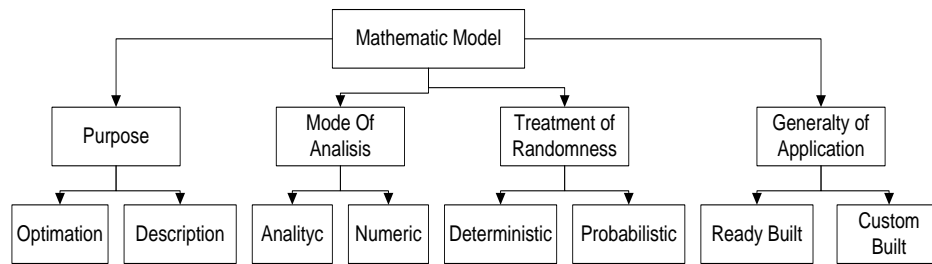 Mathematic Model
Purpose
Mode Of
Analisis
Treatment of
Randomness
Generalty of
Application
Optimation
Description
Analityc
Numeric
Deterministic
Probabilistic
Ready Built
Custom
Built